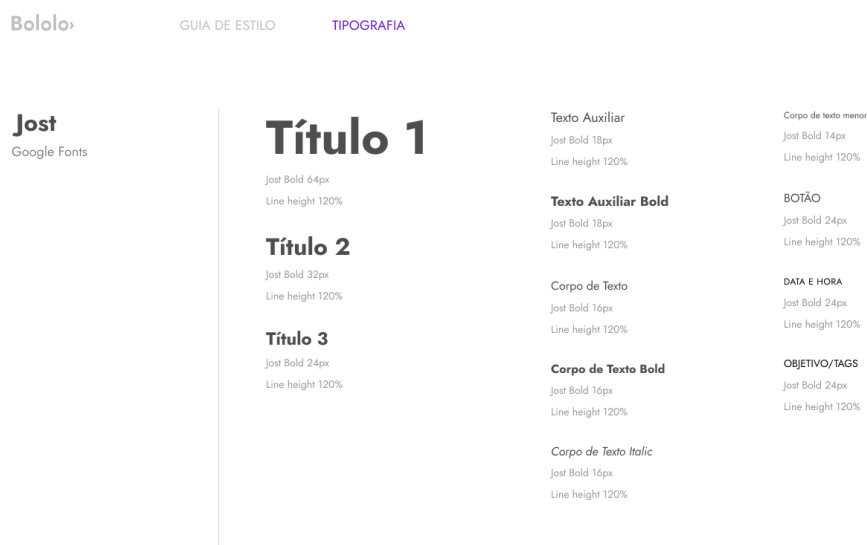 Bololo›
GUIA DE ESTILO
TIPOGRAFIA
Jost
Google Fonts
Título 1
Jost Bold 64px
Line height 120%
Título 2
Jost Bold 32px
Line height 120%
Título 3
Jost Bold 24px
Line height 120%
Texto Auxiliar
Jost Bold 18px
Line height 120%
Texto Auxiliar Bold
Jost Bold 18px
Line height 120%
Corpo de Texto
Jost Bold 16px
Line height 120%
Corpo de Texto Bold
Jost Bold 16px
Line height 120%
Corpo de Texto Italic
Jost Bold 16px
Line height 120%
Corpo de texto menor
Jost Bold 14px
Line height 120%
BOTÃO
Jost Bold 24px
Line height 120%
DATA E HORA
Jost Bold 24px
Line height 120%
OBJETIVO/TAGS
Jost Bold 24px
Line height 120%